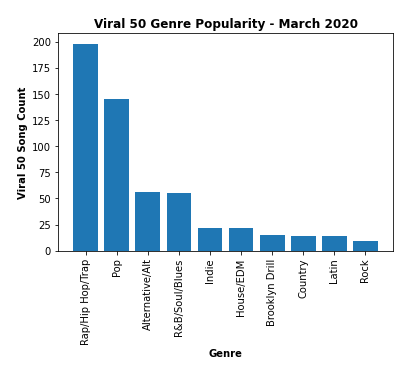 Viral 50 Genre Popularity - March 2020
Viral 50 Song Count
200
175
150
125
100
75
50
25
0
Rap/Hip Hop/Trap
Pop
Alternative/Alt
R&B/Soul/Blues
Indie
House/EDM
Brooklyn Drill
Country
Latin
Rock
Genre